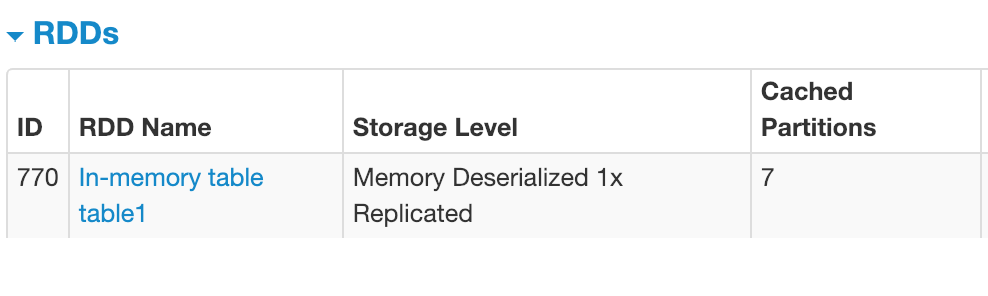 RDDs
ID RDD Name Storage Level Cached Partitions
770 In-memory table table1 Memory Deserialized 1x Replicated 7